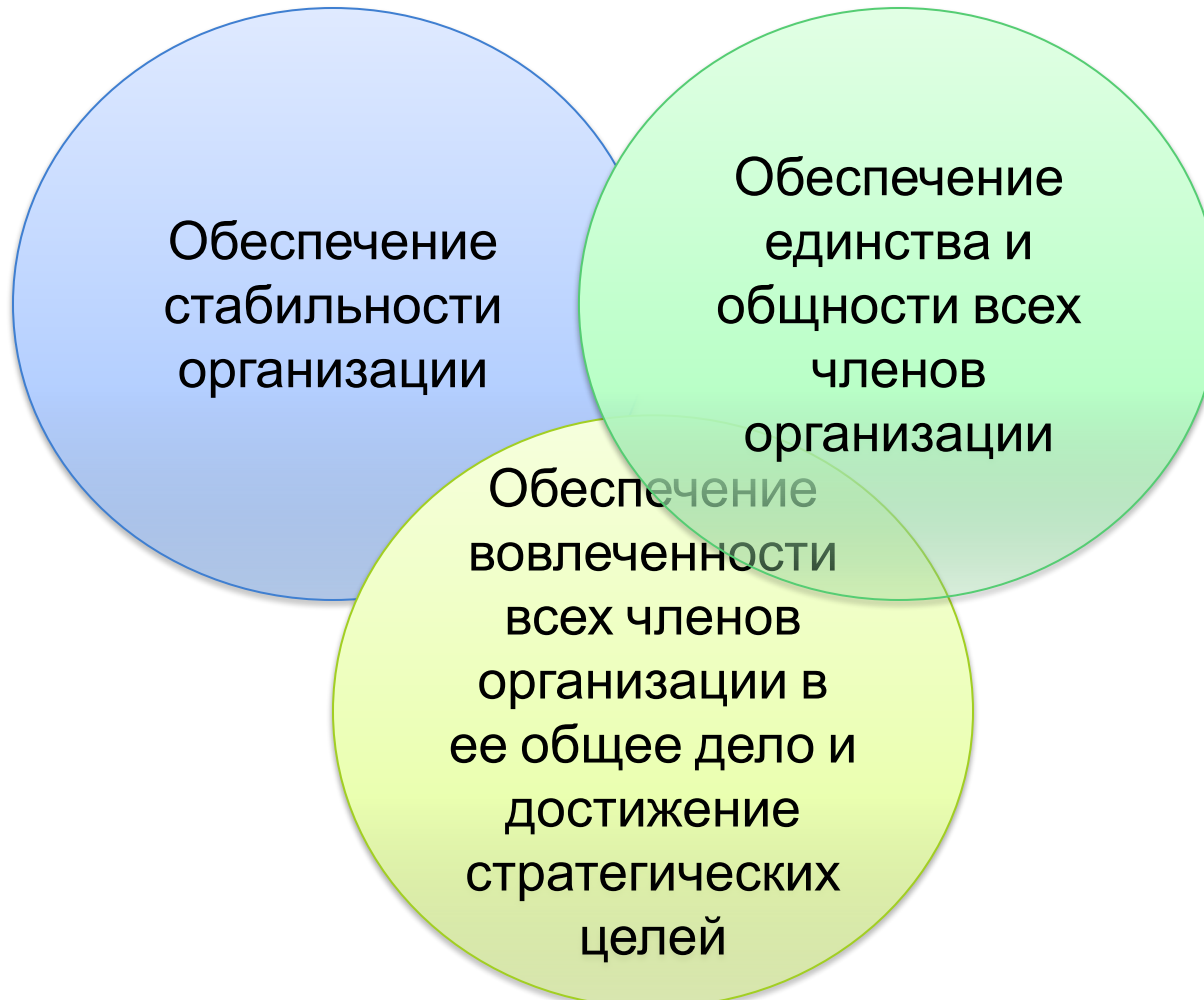 Обеспечение
стабильности
организации
Обеспечение
единства и
общности всех
членов
организации
Обеспечение
вовлеченности
всех членов
организации в
ее общее дело и
достижение
стратегических
целей